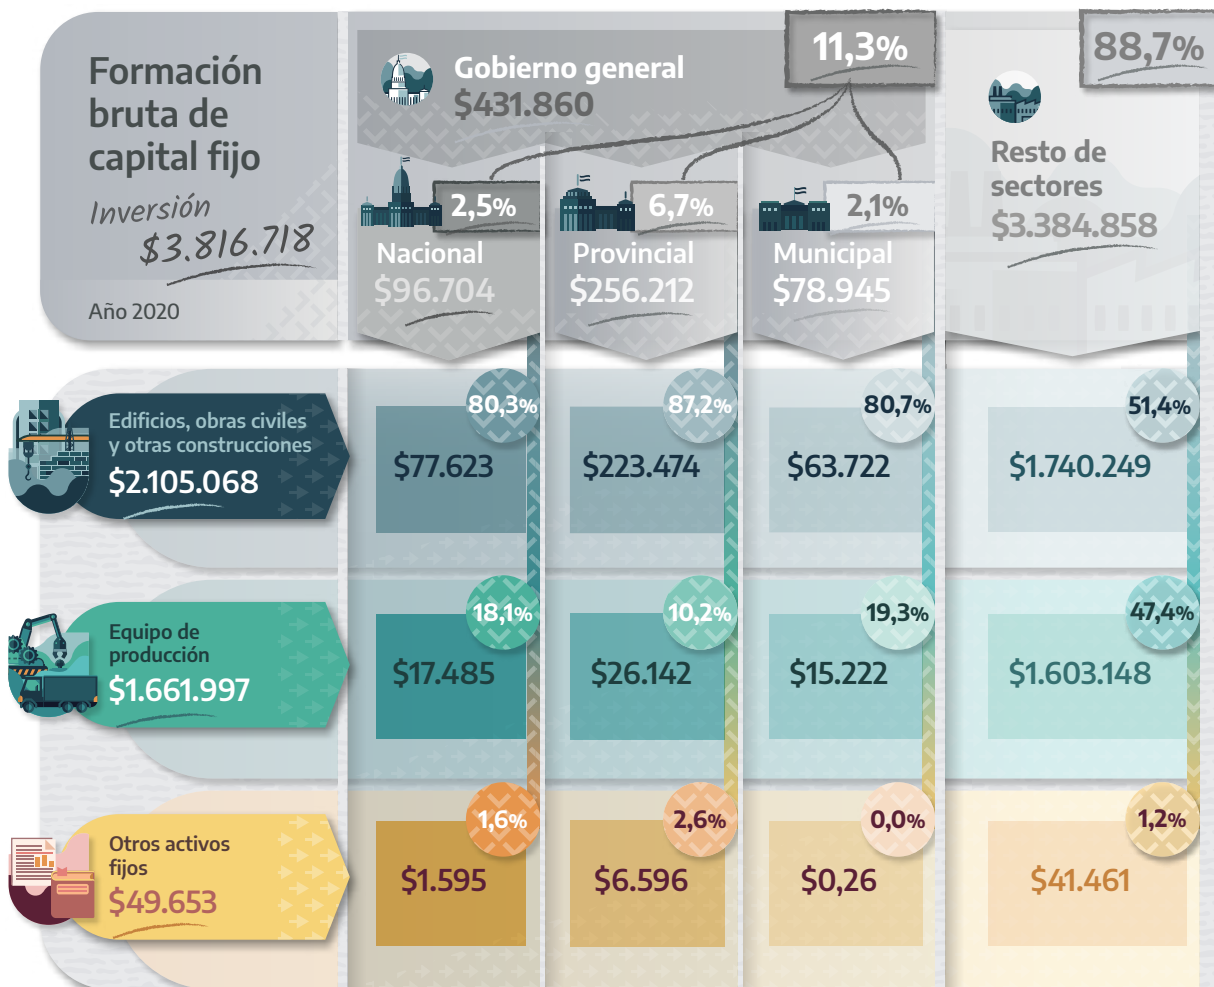 Formación
bruta de
capital fijo
Inversión
$3.816.718
Año 2020
Gobierno general
$431.860
11,3%
88,7%
Resto de
sectores
$3.384.858
2,5%
Nacional
$96.704
6,7%
Provincial
$256.212
2,1%
Municipal
$78.945
Edificios, obras civiles
y otras construcciones
$2.105.068
80,3%
$77.623
87,2%
$223.474
80,7%
$63.722
51,4%
$1.740.249
Equipo de
producción
$1.661.997
18,1%
$17.485
10,2%
$26.142
19,3%
$15.222
47,4%
$1.603.148
Otros activos
fijos
$49.653
1,6%
$1.595
2,6%
$6.596
0,0%
$0,26
1,2%
$41.461